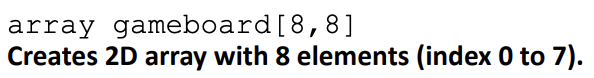 array gameboard[8,8]
Creates 2D array with 8 elements (index 0 to 7).